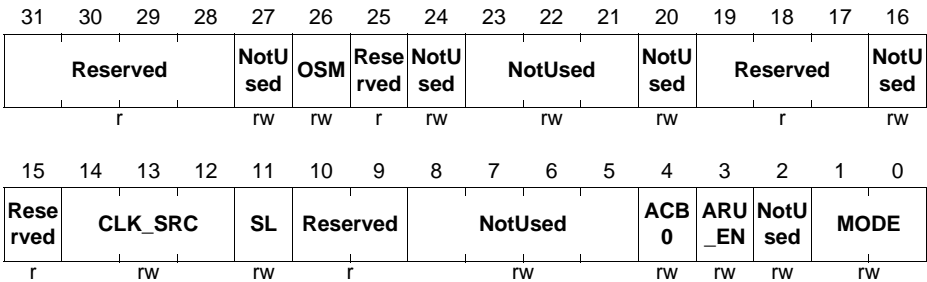 31 30 29 28 27 26 25 24 23 22 21 20 19 18 17 16
Reserved NotU OSM Rese NotU NotUsed NotU Reserved NotU
sed rved sed sed sed
r rw rw r rw rw rw r rw
15 14 13 12 11 10 9 8 7 6 5 4 3 2 1 0
Rese CLK_SRC SL Reserved NotUsed ACB ARU NotU MODE
rved 0 _EN sed
r rw rw r rw rw rw rw rw